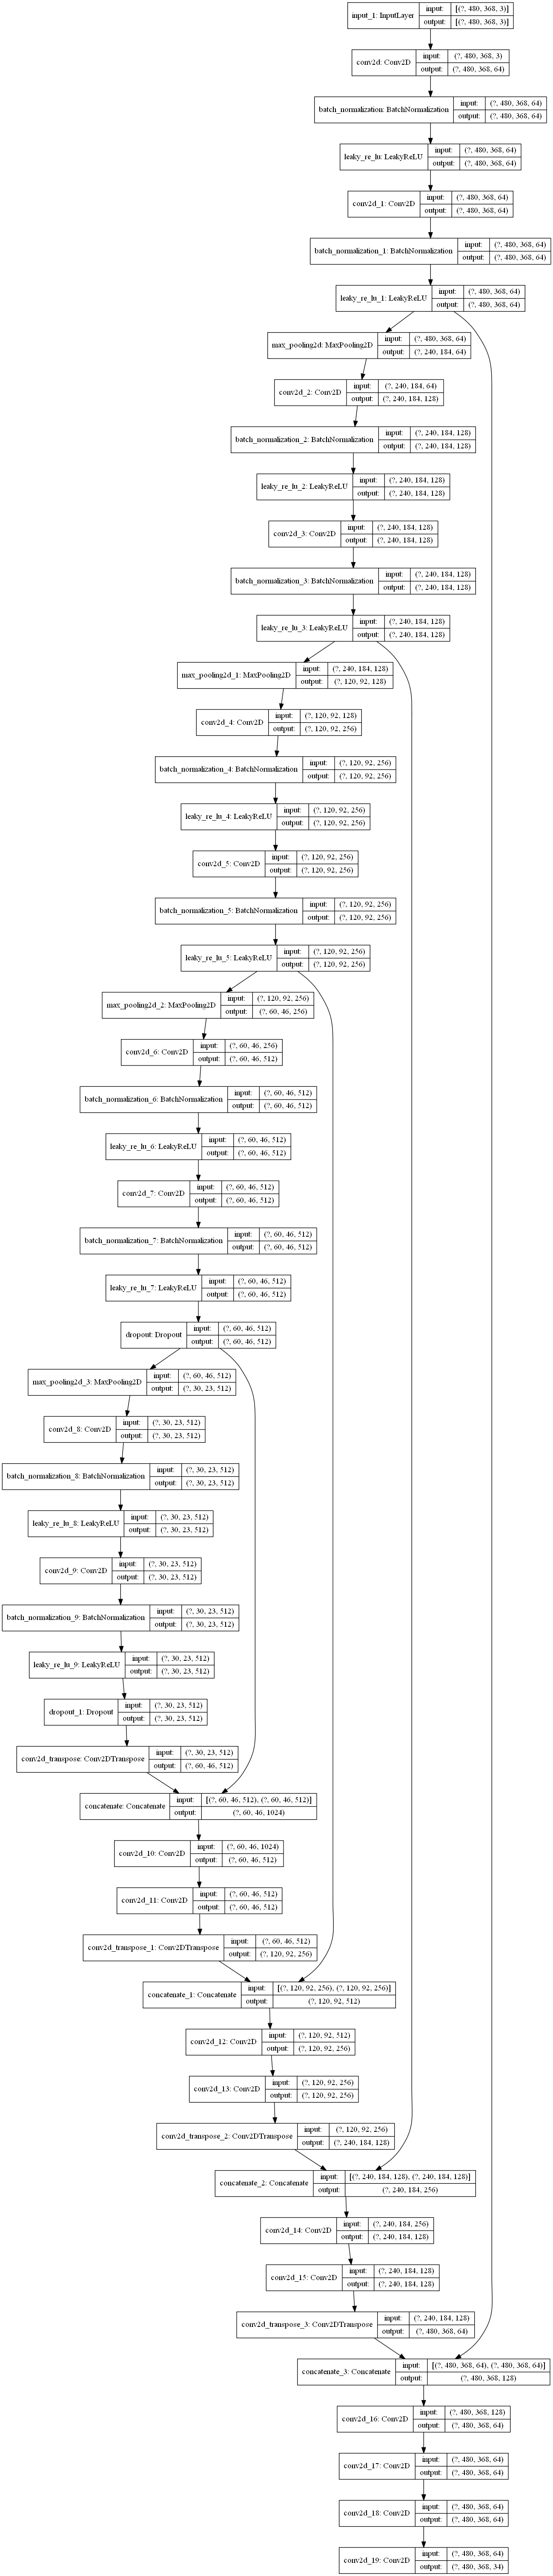 input_1: InputLayer input: [(?, 480, 368, 3)]
output: [(?, 480, 368, 3)]
conv2d: Conv2D input: (?, 480, 368, 3)
output: (?, 480, 368, 64)
batch_normalization: BatchNormalization input: (?, 480, 368, 64)
output: (?, 480, 368, 64)
leaky_re_lu: LeakyReLU input: (?, 480, 368, 64)
output: (?, 480, 368, 64)
conv2d_1: Conv2D input: (?, 480, 368, 64)
output: (?, 480, 368, 64)
batch_normalization_1: BatchNormalization input: (?, 480, 368, 64)
output: (?, 480, 368, 64)
leaky_re_lu_1: LeakyReLU input: (?, 480, 368, 64)
output: (?, 480, 368, 64)
max_pooling2d: MaxPooling2D input: (?, 480, 368, 64)
output: (?, 240, 184, 64)
conv2d_2: Conv2D input: (?, 240, 184, 64)
output: (?, 240, 184, 128)
batch_normalization_2: BatchNormalization input: (?, 240, 184, 128)
output: (?, 240, 184, 128)
leaky_re_lu_2: LeakyReLU input: (?, 240, 184, 128)
output: (?, 240, 184, 128)
conv2d_3: Conv2D input: (?, 240, 184, 128)
output: (?, 240, 184, 128)
batch_normalization_3: BatchNormalization input: (?, 240, 184, 128)
output: (?, 240, 184, 128)
leaky_re_lu_3: LeakyReLU input: (?, 240, 184, 128)
output: (?, 240, 184, 128)
max_pooling2d_1: MaxPooling2D input: (?, 240, 184, 128)
output: (?, 120, 92, 128)
conv2d_4: Conv2D input: (?, 120, 92, 128)
output: (?, 120, 92, 256)
batch_normalization_4: BatchNormalization input: (?, 120, 92, 256)
output: (?, 120, 92, 256)
leaky_re_lu_4: LeakyReLU input: (?, 120, 92, 256)
output: (?, 120, 92, 256)
conv2d_5: Conv2D input: (?, 120, 92, 256)
output: (?, 120, 92, 256)
batch_normalization_5: BatchNormalization input: (?, 120, 92, 256)
output: (?, 120, 92, 256)
leaky_re_lu_5: LeakyReLU input: (?, 120, 92, 256)
output: (?, 120, 92, 256)
max_pooling2d_2: MaxPooling2D input: (?, 120, 92, 256)
output: (?, 60, 46, 256)
conv2d_6: Conv2D input: (?, 60, 46, 256)
output: (?, 60, 46, 512)
batch_normalization_6: BatchNormalization input: (?, 60, 46, 512)
output: (?, 60, 46, 512)
leaky_re_lu_6: LeakyReLU input: (?, 60, 46, 512)
output: (?, 60, 46, 512)
conv2d_7: Conv2D input: (?, 60, 46, 512)
output: (?, 60, 46, 512)
batch_normalization_7: BatchNormalization input: (?, 60, 46, 512)
output: (?, 60, 46, 512)
leaky_re_lu_7: LeakyReLU input: (?, 60, 46, 512)
output: (?, 60, 46, 512)
dropout: Dropout input: (?, 60, 46, 512)
output: (?, 60, 46, 512)
max_pooling2d_3: MaxPooling2D input: (?, 60, 46, 512)
output: (?, 30, 23, 512)
conv2d_8: Conv2D input: (?, 30, 23, 512)
output: (?, 30, 23, 512)
batch_normalization_8: BatchNormalization input: (?, 30, 23, 512)
output: (?, 30, 23, 512)
leaky_re_lu_8: LeakyReLU input: (?, 30, 23, 512)
output: (?, 30, 23, 512)
conv2d_9: Conv2D input: (?, 30, 23, 512)
output: (?, 30, 23, 512)
batch_normalization_9: BatchNormalization input: (?, 30, 23, 512)
output: (?, 30, 23, 512)
leaky_re_lu_9: LeakyReLU input: (?, 30, 23, 512)
output: (?, 30, 23, 512)
dropout_1: Dropout input: (?, 30, 23, 512)
output: (?, 30, 23, 512)
conv2d_transpose: Conv2DTranspose input: (?, 30, 23, 512)
output: (?, 60, 46, 512)
concatenate: Concatenate input: [(?, 60, 46, 512), (?, 60, 46, 512)]
output: (?, 60, 46, 1024)
conv2d_10: Conv2D input: (?, 60, 46, 1024)
output: (?, 60, 46, 512)
conv2d_11: Conv2D input: (?, 60, 46, 512)
output: (?, 60, 46, 512)
conv2d_transpose_1: Conv2DTranspose input: (?, 60, 46, 512)
output: (?, 120, 92, 256)
concatenate_1: Concatenate input: [(?, 120, 92, 256), (?, 120, 92, 256)]
output: (?, 120, 92, 512)
conv2d_12: Conv2D input: (?, 120, 92, 512)
output: (?, 120, 92, 256)
conv2d_13: Conv2D input: (?, 120, 92, 256)
output: (?, 120, 92, 256)
conv2d_transpose_2: Conv2DTranspose input: (?, 120, 92, 256)
output: (?, 240, 184, 128)
concatenate_2: Concatenate input: [(?, 240, 184, 128), (?, 240, 184, 128)]
output: (?, 240, 184, 256)
conv2d_14: Conv2D input: (?, 240, 184, 256)
output: (?, 240, 184, 128)
conv2d_15: Conv2D input: (?, 240, 184, 128)
output: (?, 240, 184, 128)
conv2d_transpose_3: Conv2DTranspose input: (?, 240, 184, 128)
output: (?, 480, 368, 64)
concatenate_3: Concatenate input: [(?, 480, 368, 64), (?, 480, 368, 64)]
output: (?, 480, 368, 128)
conv2d_16: Conv2D input: (?, 480, 368, 128)
output: (?, 480, 368, 64)
conv2d_17: Conv2D input: (?, 480, 368, 64)
output: (?, 480, 368, 64)
conv2d_18: Conv2D input: (?, 480, 368, 64)
output: (?, 480, 368, 64)
conv2d_19: Conv2D input: (?, 480, 368, 64)
output: (?, 480, 368, 34)